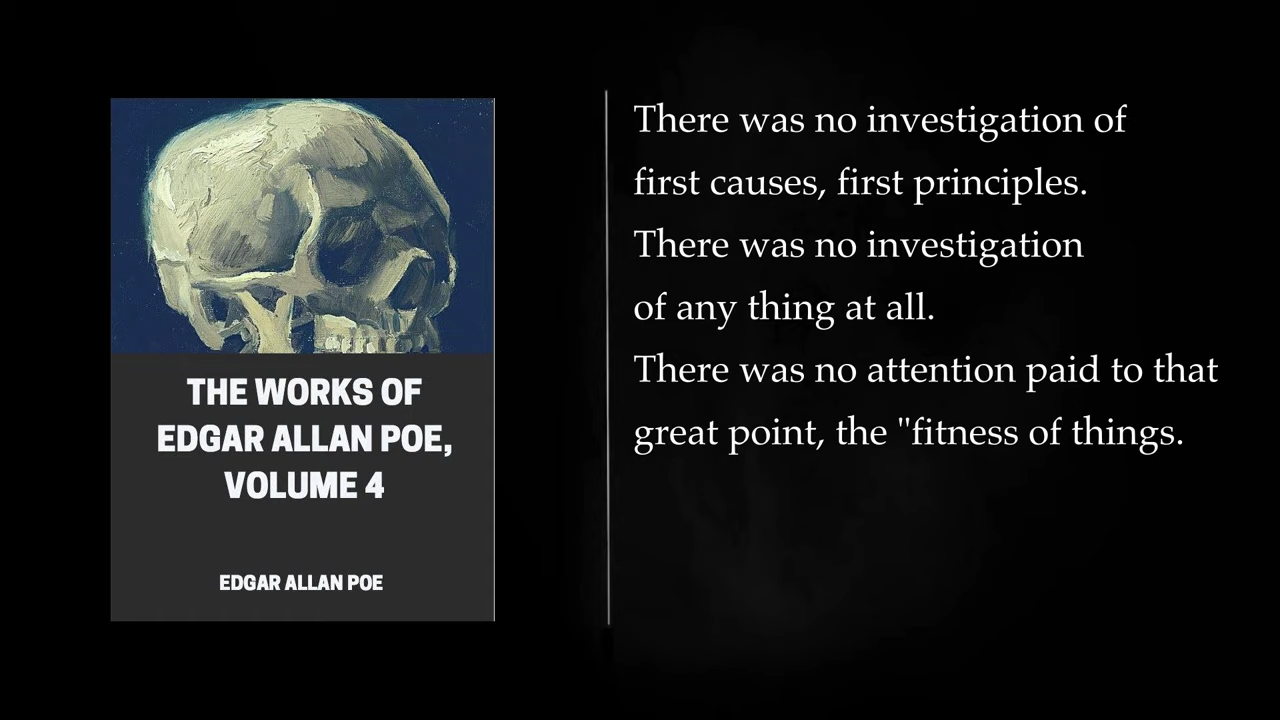 THE WORKS OF
EDGAR ALLAN POE,
VOLUME 4
EDGAR ALLAN POE
There was no investigation of
first causes, first principles.
There was no investigation
of any thing at all.
There was no attention paid to that
great point, the "fitness of things.